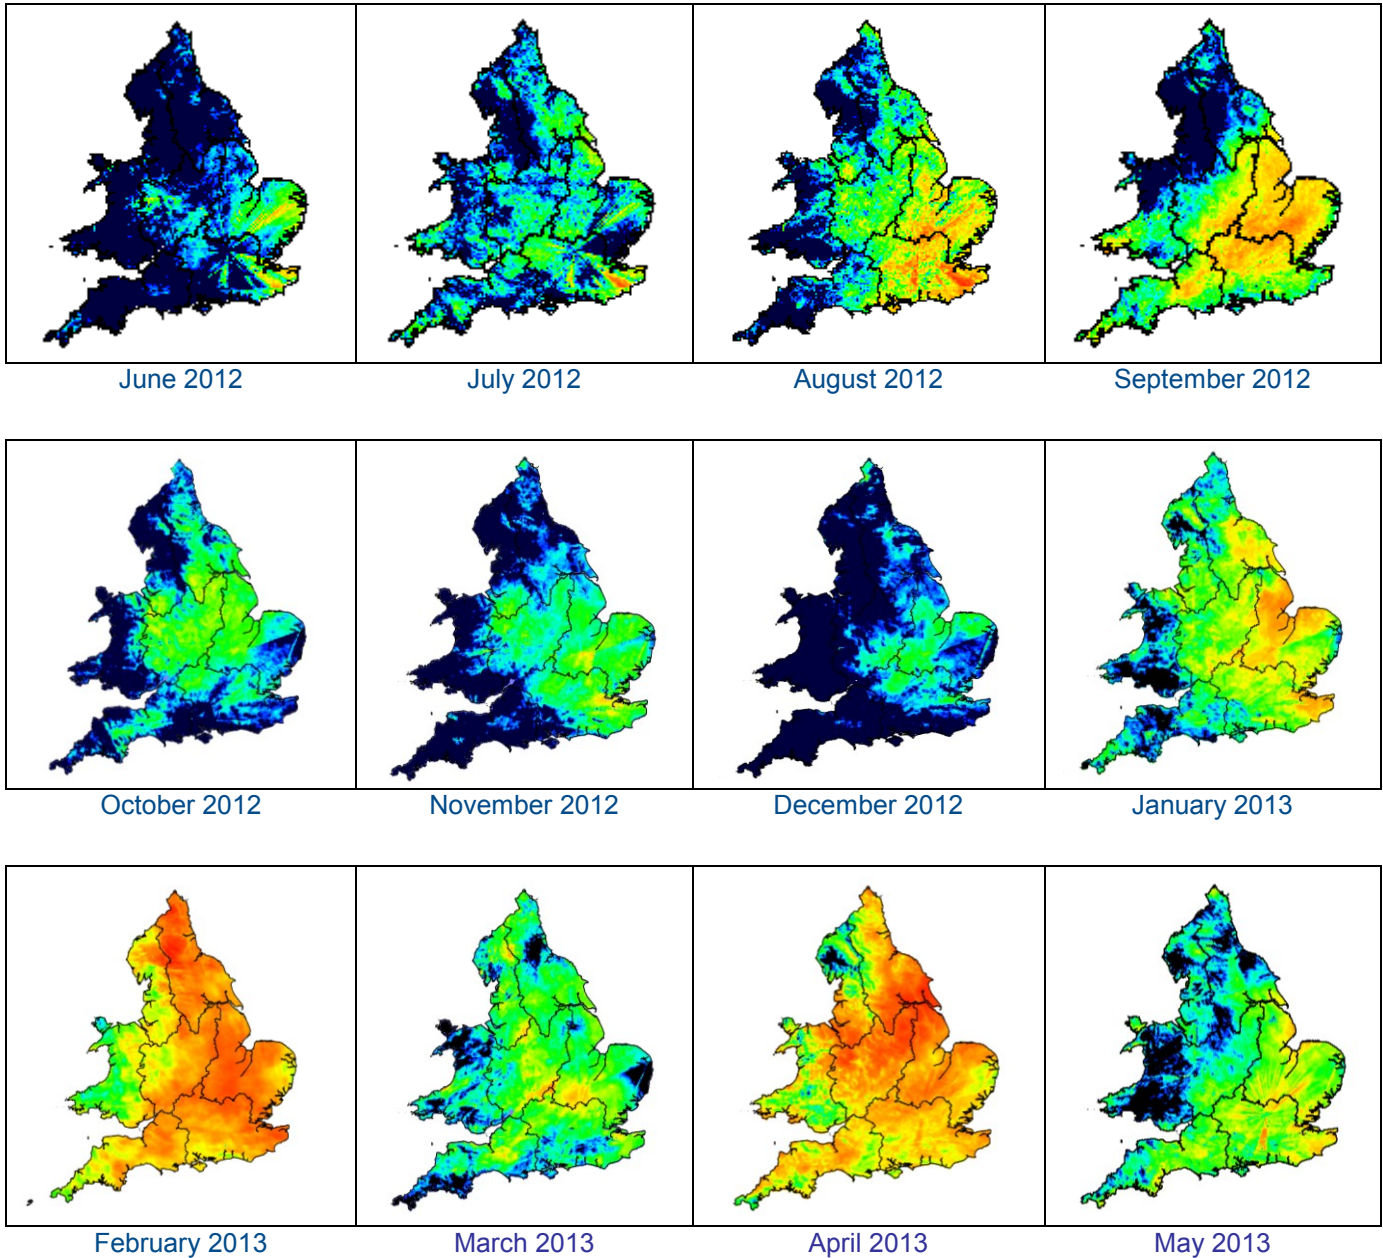 June 2012
July 2012
August 2012
September 2012
October 2012
November 2012
December 2012
January 2013
February 2013
March 2013
April 2013
May 2013